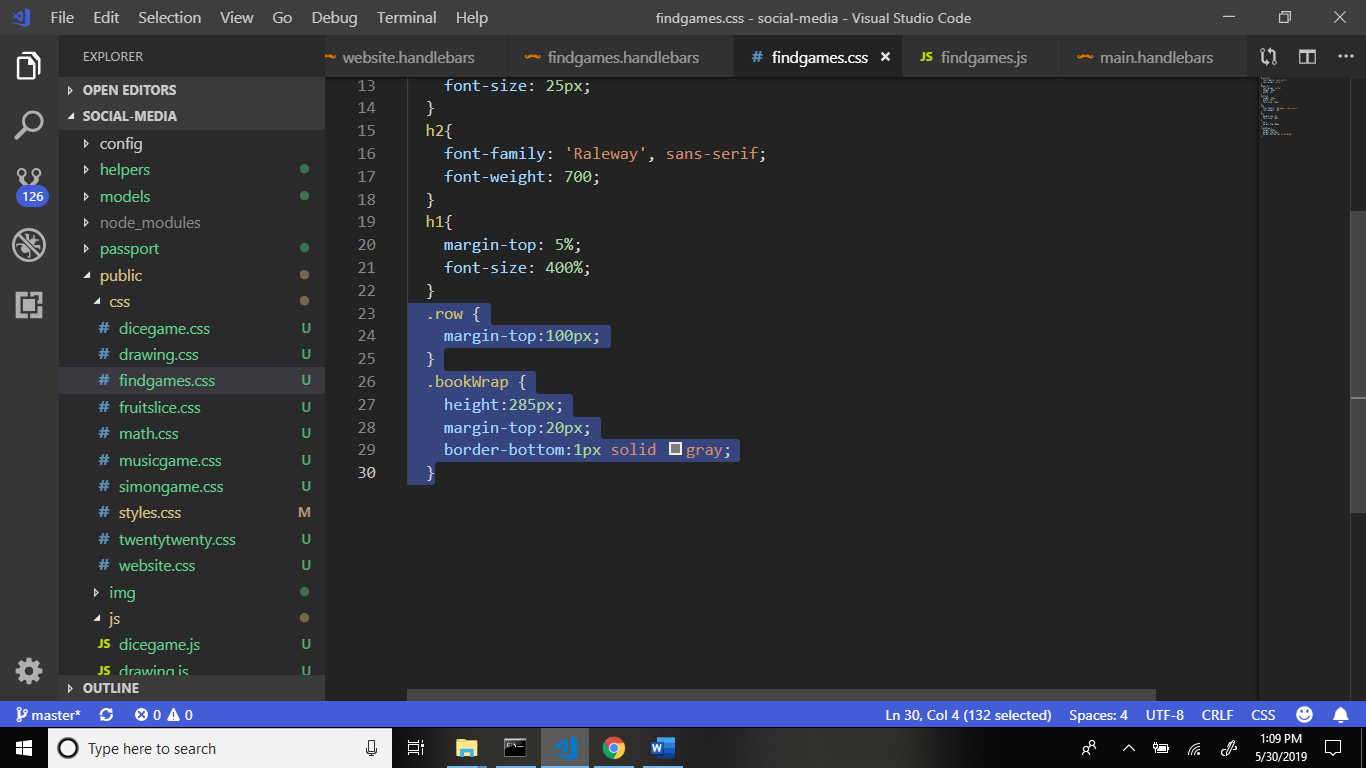 File Edit Selection View Go Debug Terminal Help findgames.css - social-media - Visual Studio Code
EXPLORER
website.handlebars findgames.handlebars # findgames.css × JS findgames.js main.handlebars
OPEN EDITORS
SOCIAL-MEDIA
config
helpers
models
126
node_modules
passport
public
css
# dicegame.css U
# drawing.css U
# findgames.css U
# fruitslice.css U
# math.css U
# musicgame.css U
# simongame.css U
# styles.css M
# twentytwenty.css U
# website.css U
img
js
JS dicegame.js U
JS drawing.js U
OUTLINE
13 font-size: 25px;
14 }
15 h2{
16 font-family: 'Raleway', sans-serif;
17 font-weight: 700;
18 }
19 h1{
20 margin-top: 5%;
21 font-size: 400%;
22 }
23 .row {
24 margin-top:100px;
25 }
26 .bookWrap {
27 height:285px;
28 margin-top:20px;
29 border-bottom:1px solid gray;
30 }
master* 0 0 Ln 30, Col 4 (132 selected) Spaces: 4 UTF-8 CRLF CSS
Type here to search
1:09 PM
5/30/2019